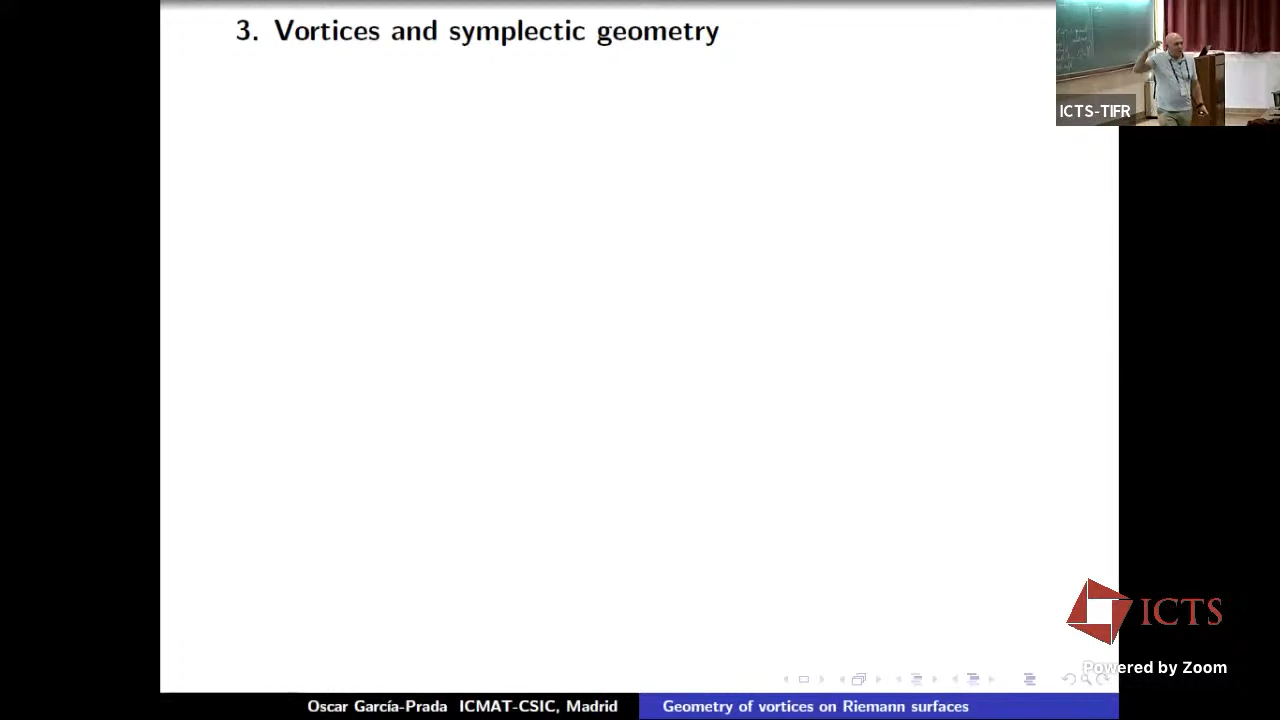 3. Vortices and symplectic geometry
ICTS-TIFR
ICTS
Powered by Zoom
Oscar García-Prada ICMAT-CSIC, Madrid
Geometry of vortices on Riemann surfaces